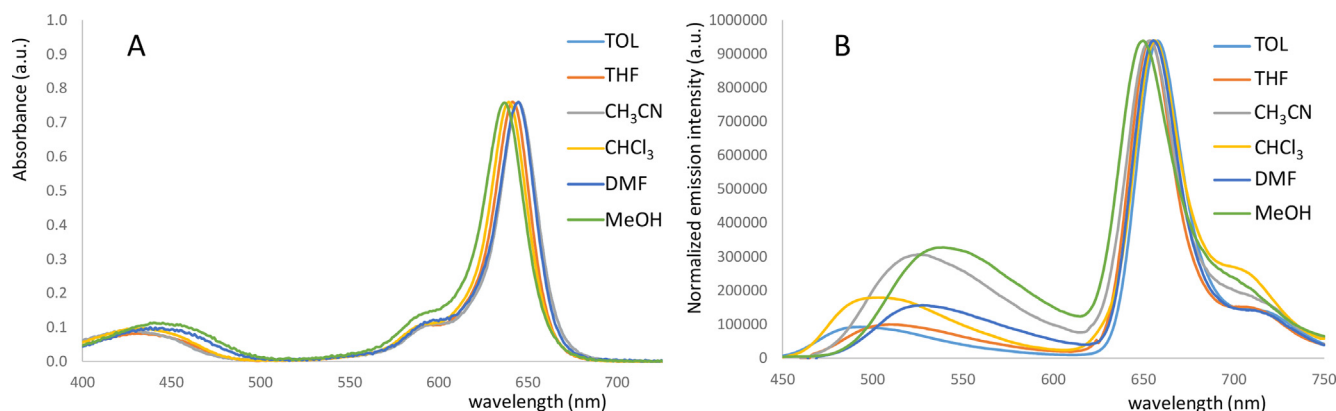 A
Absorbance (a.u.)
1.0
0.9
0.8
0.7
0.6
0.5
0.4
0.3
0.2
0.1
0.0
400 450 500 550 600 650 700
wavelength (nm)
TOL
THF
CH₃CN
CHCl₃
DMF
MeOH
B
Normalized emission intensity (a.u.)
1000000
900000
800000
700000
600000
500000
400000
300000
200000
100000
0
450 500 550 600 650 700 750
wavelength (nm)
TOL
THF
CH₃CN
CHCl₃
DMF
MeOH